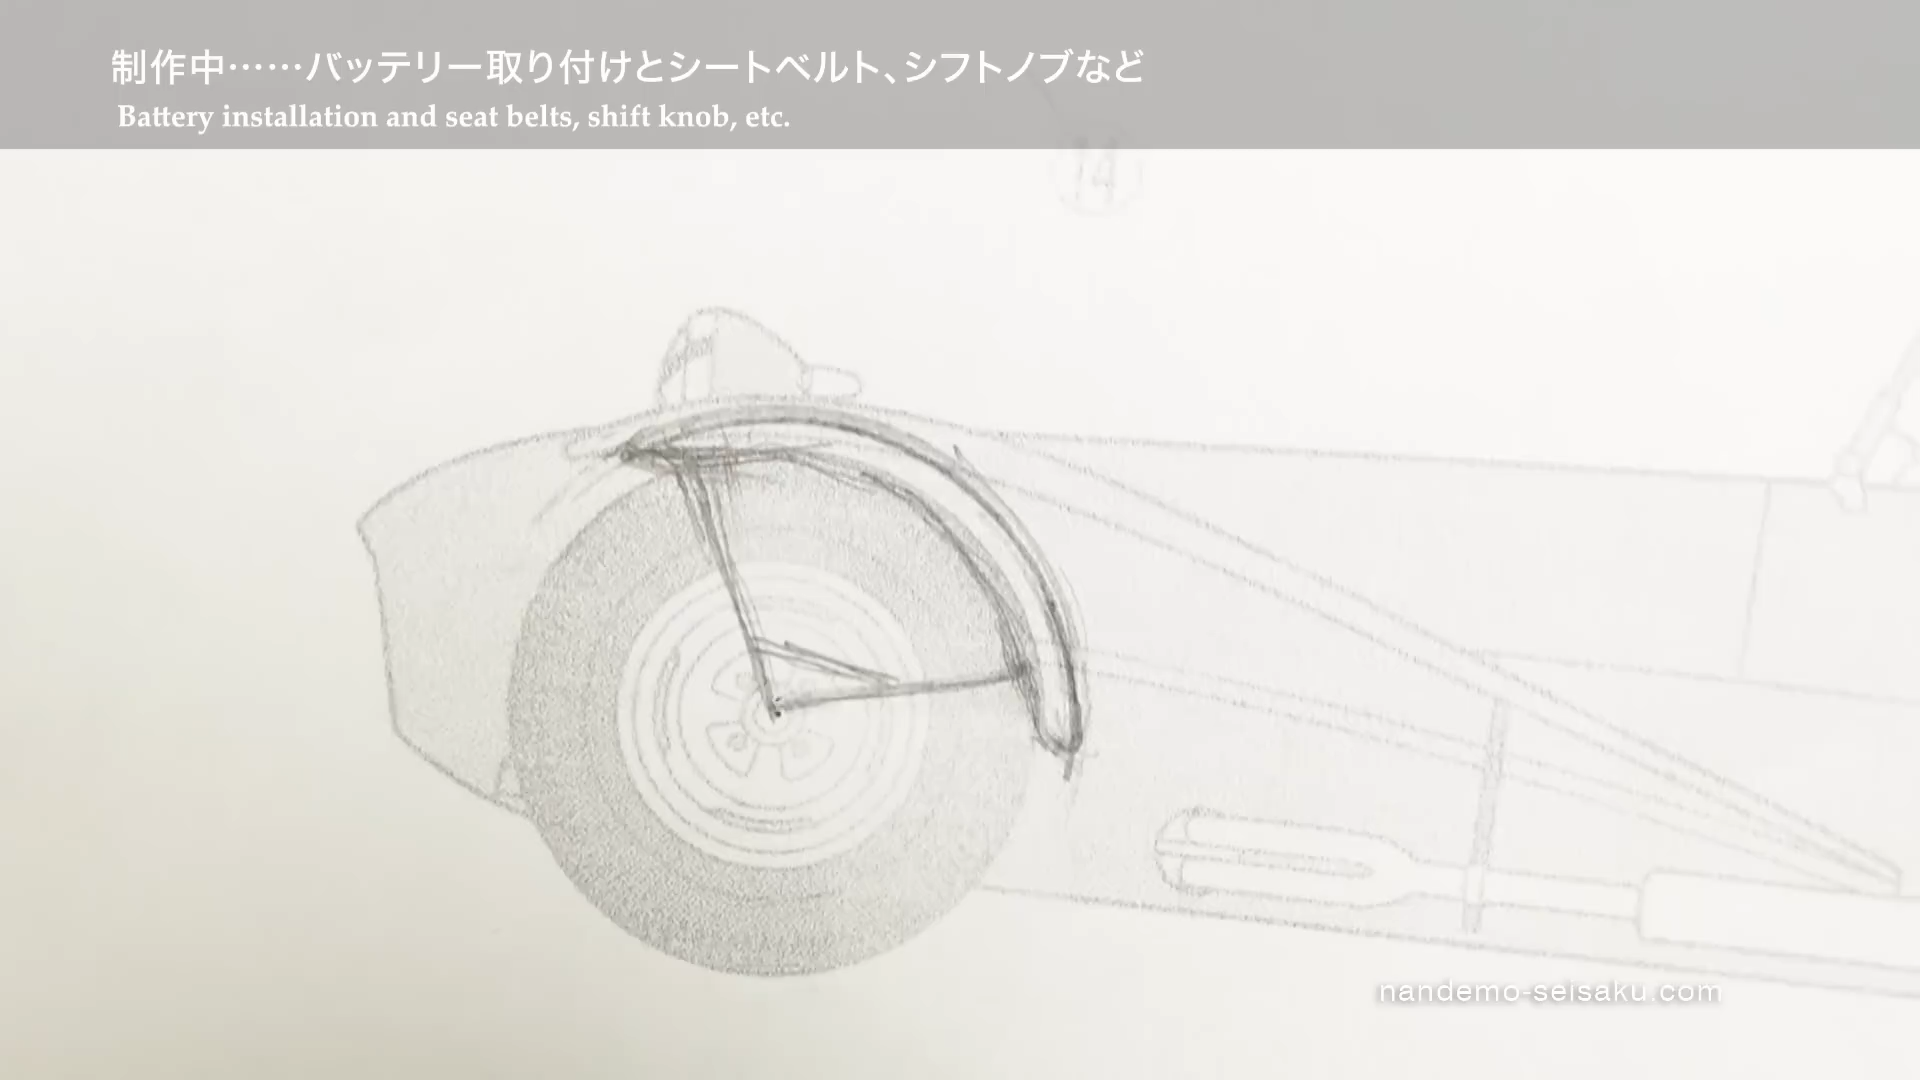 制作中……バッテリー取り付けとシートベルト、シフトノブなど
Battery installation and seat belts, shift knob, etc.
14
nandemo-seisaku.com